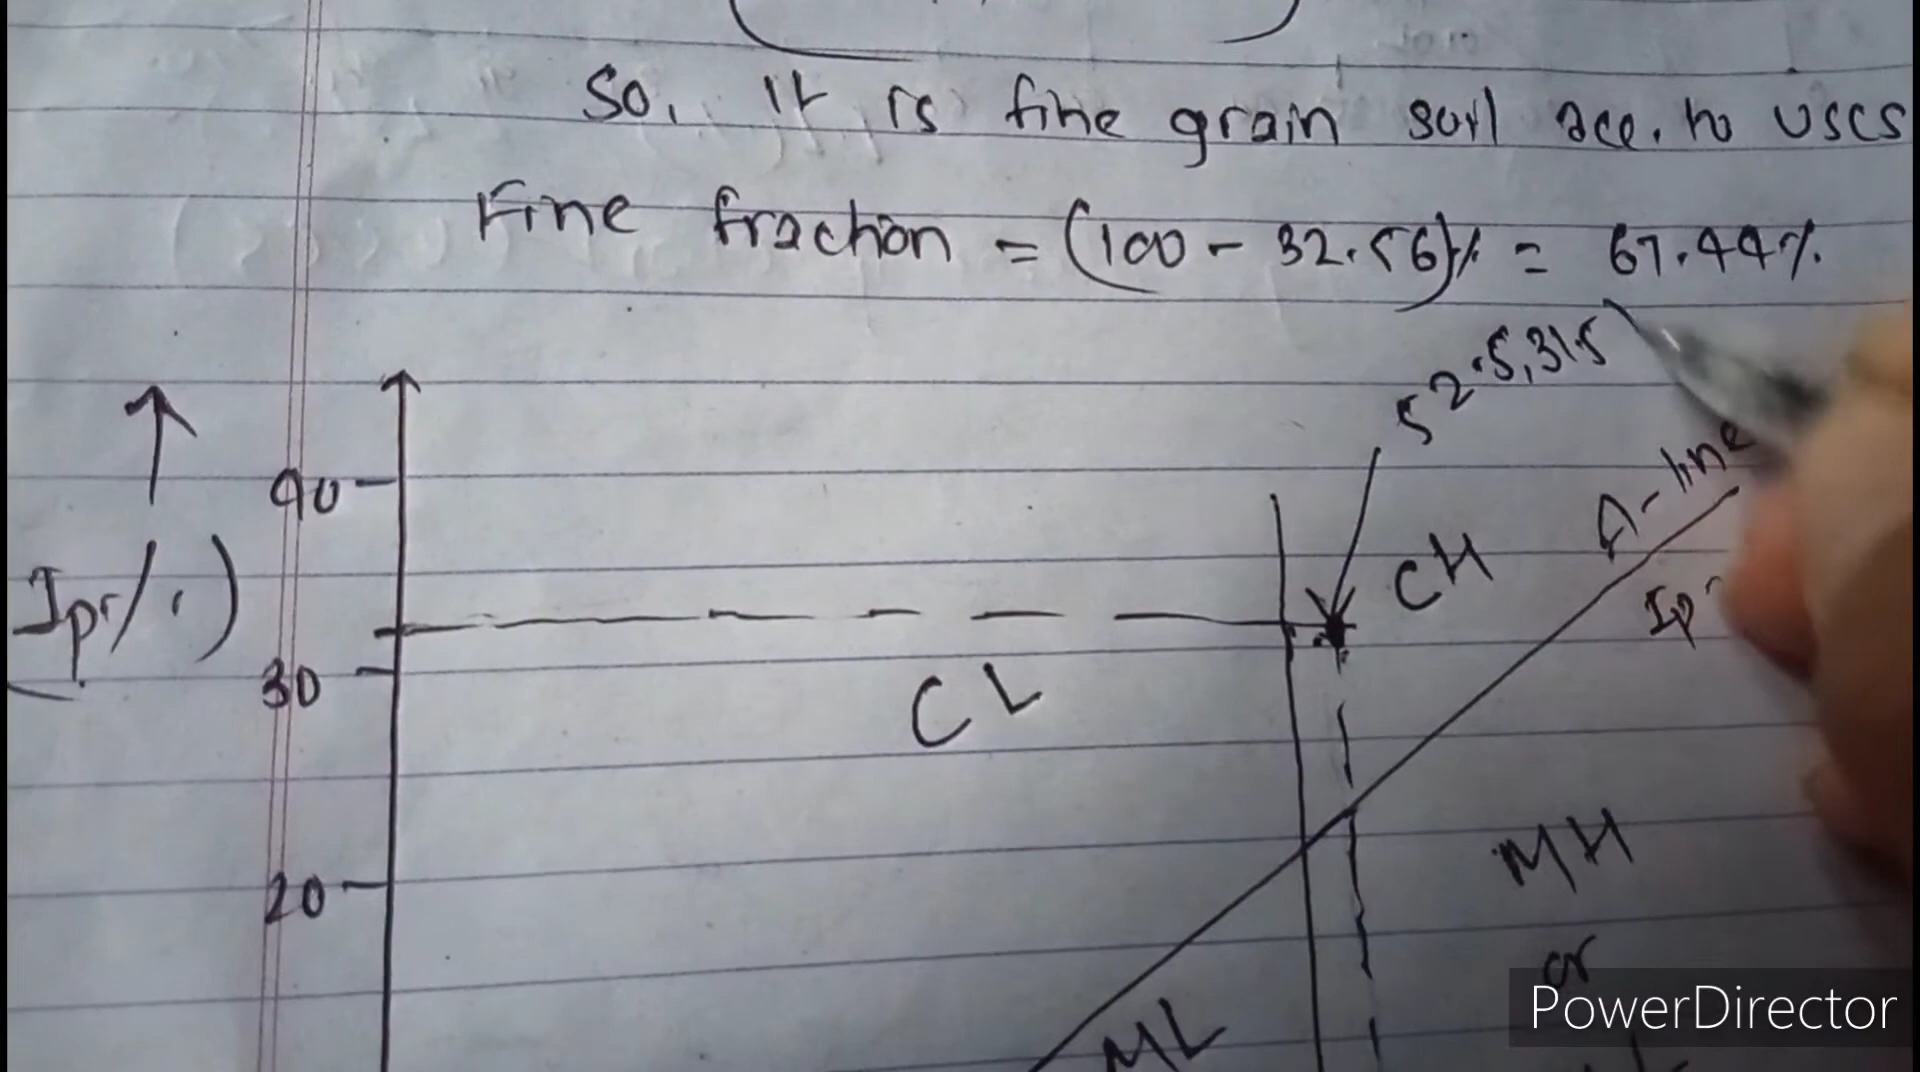 So, it is fine grain soil acc. to USCS
Fine fraction = (100 - 32.56)% = 67.44%
52.5, 31.5
A-line
40
CH
Ip
Ip(%)
30
CL
MH
20
or
PowerDirector
ML